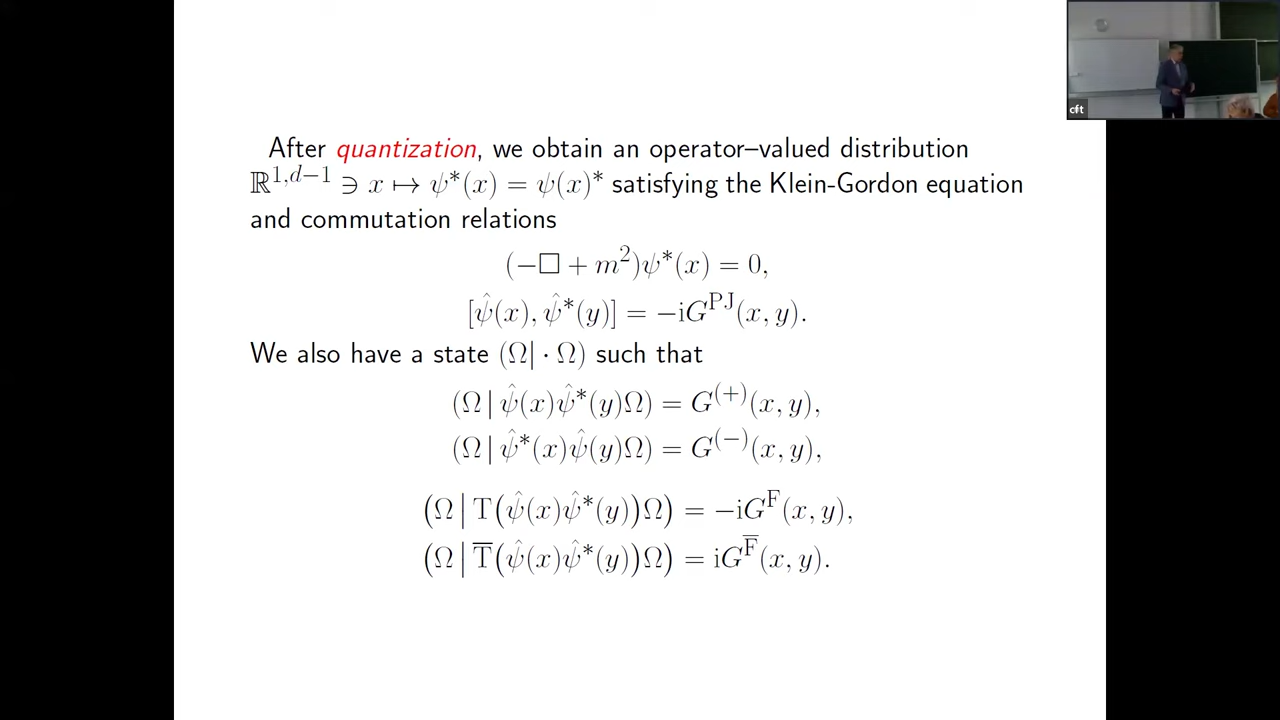 After quantization, we obtain an operator–valued distribution
ℝ^{1,d−1} ∋ x ↦ ψ*(x) = ψ(x)* satisfying the Klein-Gordon equation
and commutation relations
(−□ + m²)ψ*(x) = 0,
[ψ̂(x), ψ̂*(y)] = −iG^{PJ}(x, y).
We also have a state (Ω| · Ω) such that
(Ω | ψ̂(x)ψ̂*(y)Ω) = G^{(+)}(x, y),
(Ω | ψ̂*(x)ψ̂(y)Ω) = G^{(−)}(x, y),
(Ω | T(ψ̂(x)ψ̂*(y))Ω) = −iG^{F}(x, y),
(Ω | T̅(ψ̂(x)ψ̂*(y))Ω) = iG^{F̅}(x, y).
cft